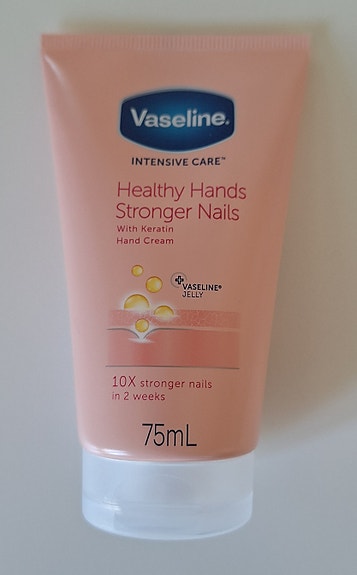 Vaseline.
INTENSIVE CARE™
Healthy Hands
Stronger Nails
With Keratin
Hand Cream
VASELINE®
JELLY
10X stronger nails
in 2 weeks
75mL